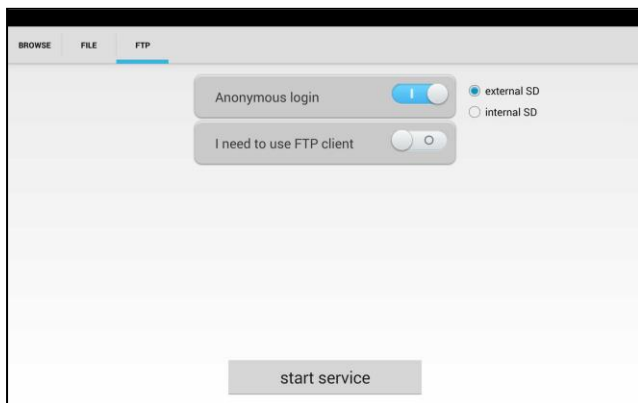 BROWSE FILE FTP
Anonymous login
external SD
internal SD
I need to use FTP client
start service